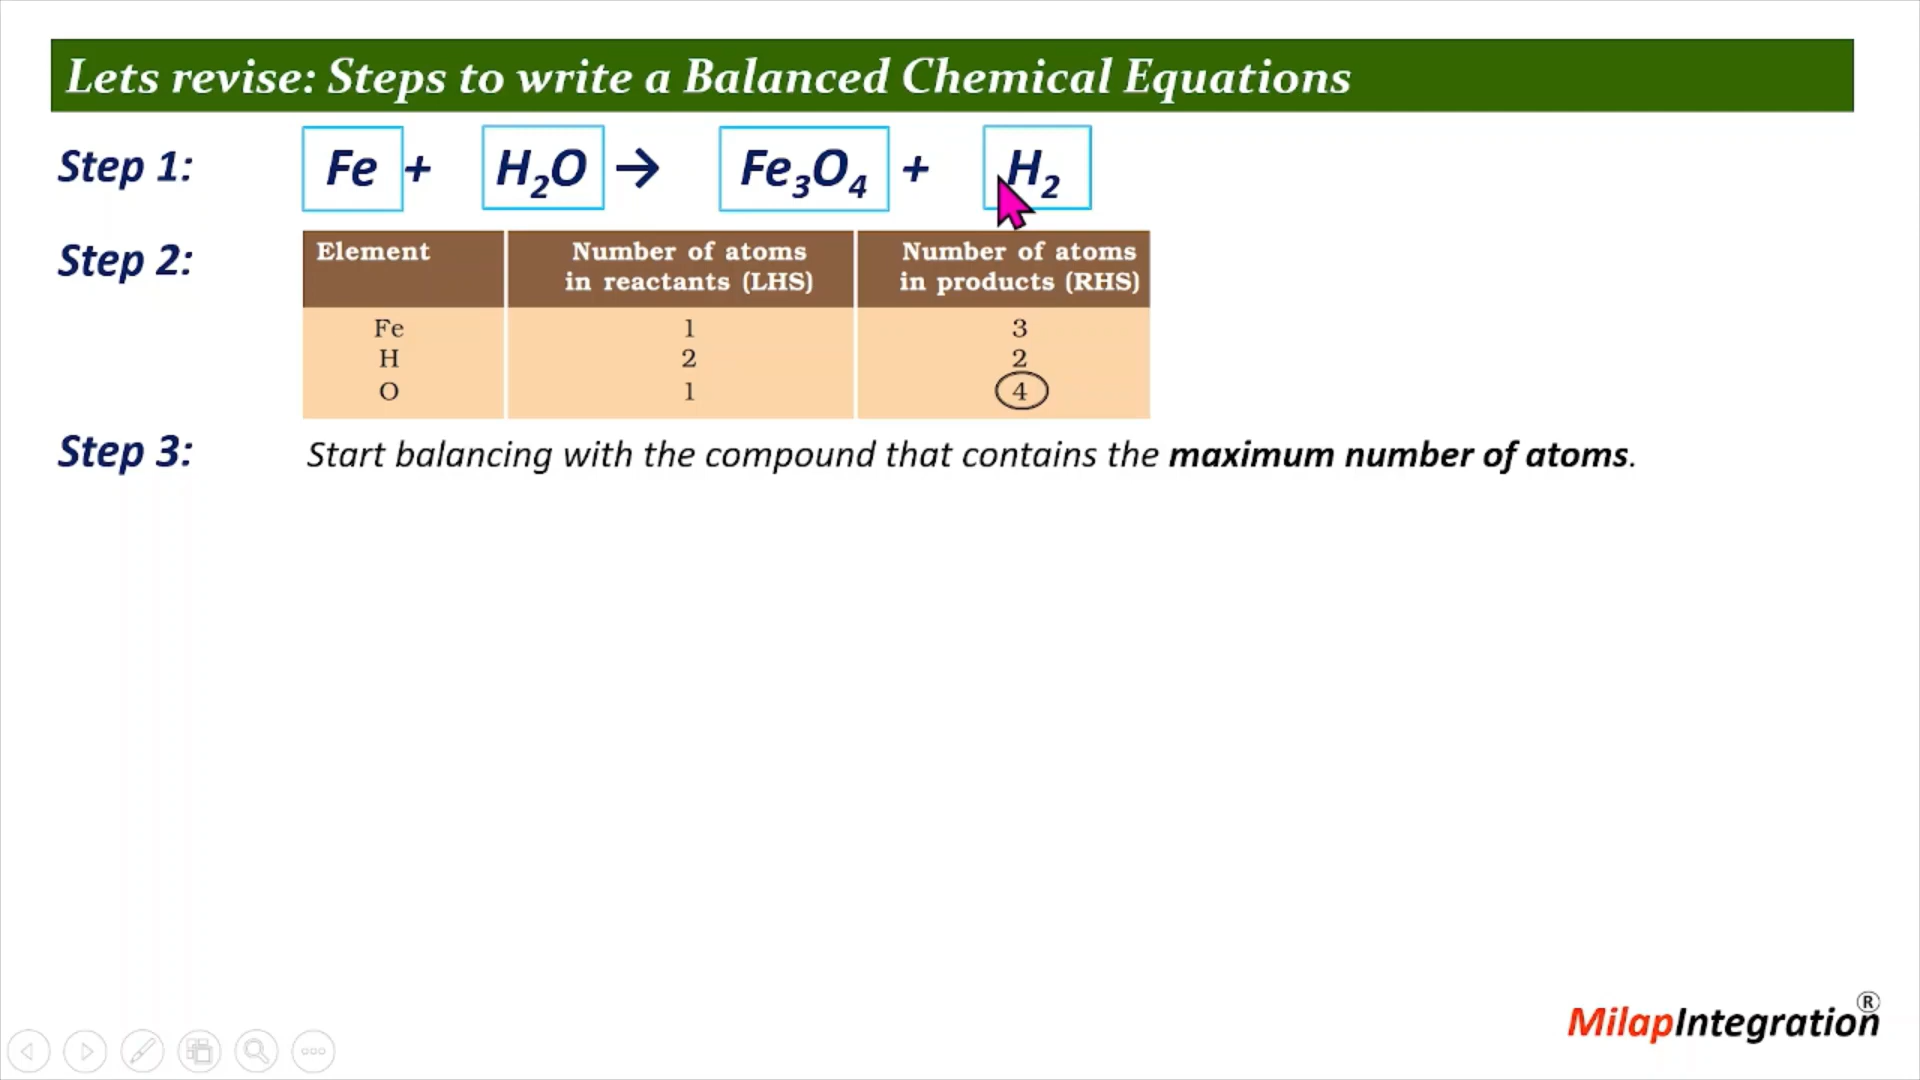 Lets revise: Steps to write a Balanced Chemical Equations
Step 1: Fe + H₂O → Fe₃O₄ + H₂
Step 2:
Element Number of atoms in reactants (LHS) Number of atoms in products (RHS)
Fe 1 3
H 2 2
O 1 4
Step 3: Start balancing with the compound that contains the maximum number of atoms.
MilapIntegration®